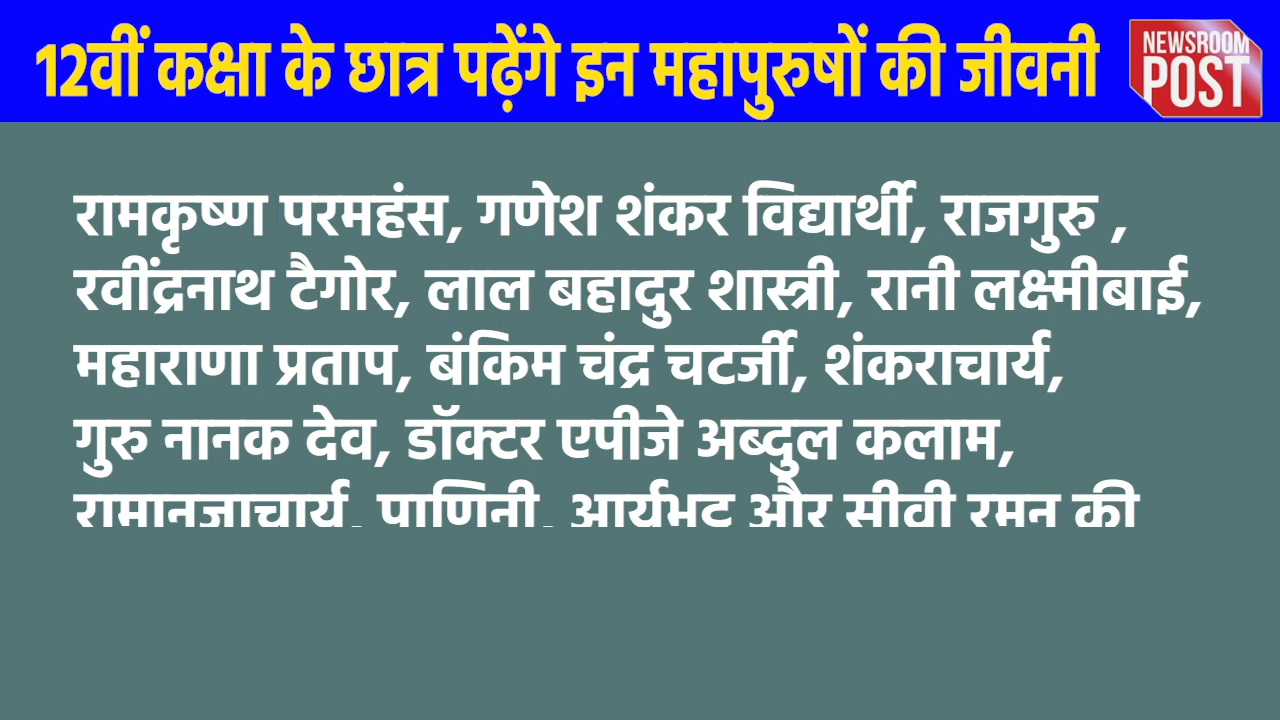 12वीं कक्षा के छात्र पढ़ेंगे इन महापुरुषों की जीवनी
NEWSROOM
POST
रामकृष्ण परमहंस, गणेश शंकर विद्यार्थी, राजगुरु ,
रवींद्रनाथ टैगोर, लाल बहादुर शास्त्री, रानी लक्ष्मीबाई,
महाराणा प्रताप, बंकिम चंद्र चटर्जी, शंकराचार्य,
गुरु नानक देव, डॉक्टर एपीजे अब्दुल कलाम,
रामानुजाचार्य, पाणिनी, आर्यभट और सीवी रमन की